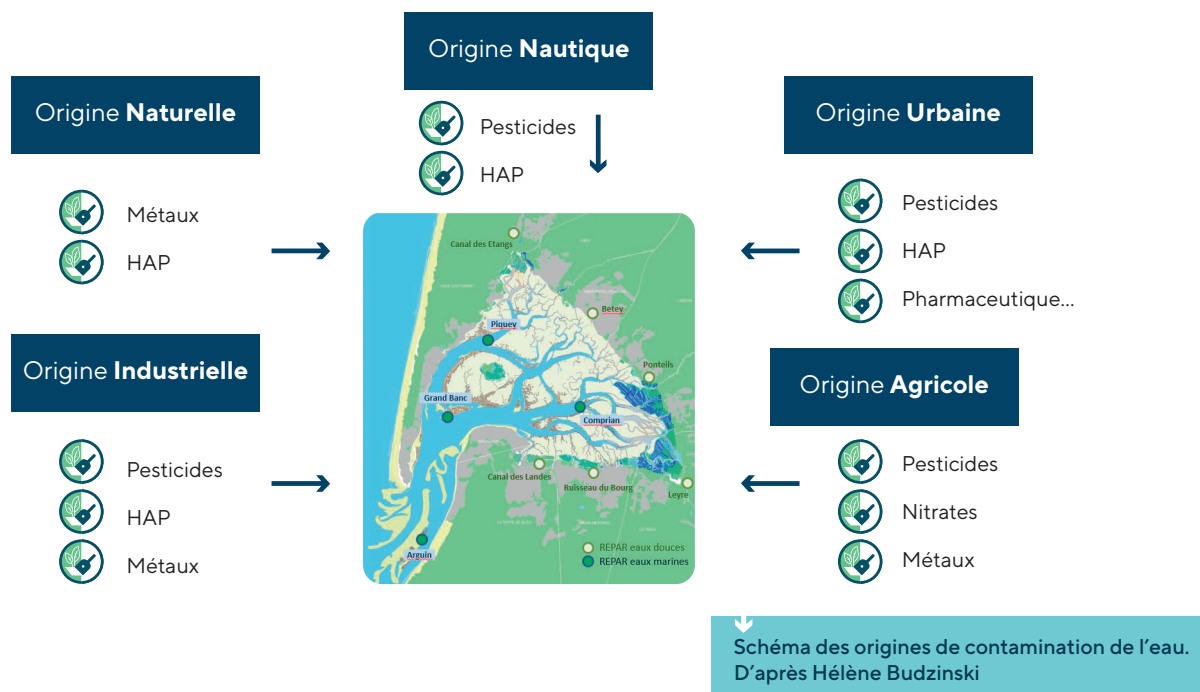 Origine Nautique
Pesticides
HAP
Origine Naturelle
Métaux
HAP
Origine Urbaine
Pesticides
HAP
Pharmaceutique...
Origine Industrielle
Pesticides
HAP
Métaux
Origine Agricole
Pesticides
Nitrates
Métaux
Canal des Etangs
Betey
Piquey
Ponteils
Grand Banc
Comprian
Canal des Landes
Ruisseau du Bourg
Leyre
Arguin
REPAR eaux douces
REPAR eaux marines
Schéma des origines de contamination de l'eau.
D'après Hélène Budzinski